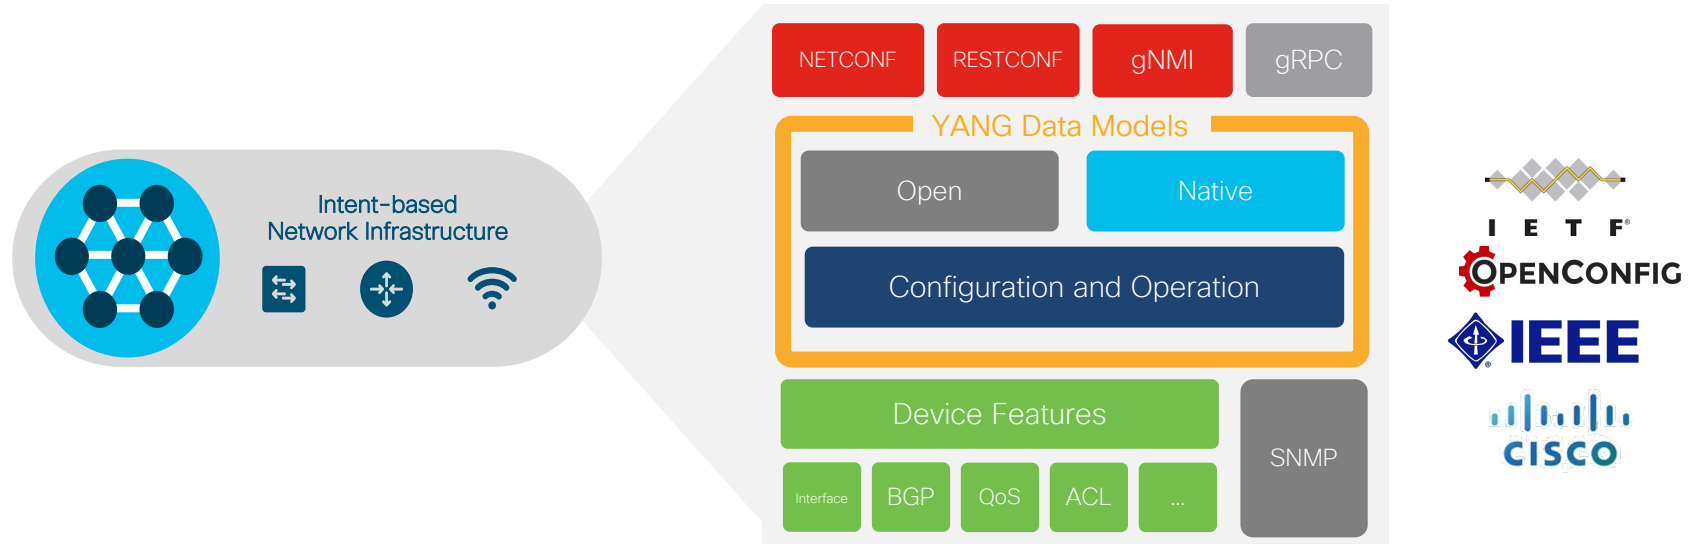 Intent-based
Network Infrastructure
NETCONF
RESTCONF
gNMI
gRPC
YANG Data Models
Open
Native
Configuration and Operation
Device Features
Interface
BGP
QoS
ACL
...
SNMP
I E T F®
OPENCONFIG
IEEE
®
CISCO